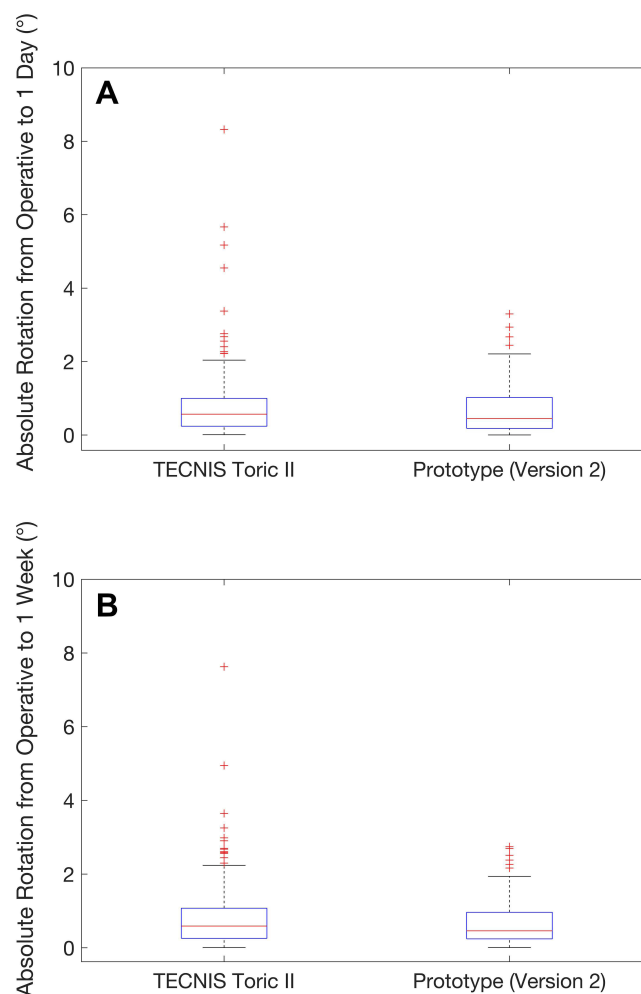 A
Absolute Rotation from Operative to 1 Day (°)
10
8
6
4
2
0
TECNIS Toric II Prototype (Version 2)
B
Absolute Rotation from Operative to 1 Week (°)
10
8
6
4
2
0
TECNIS Toric II Prototype (Version 2)